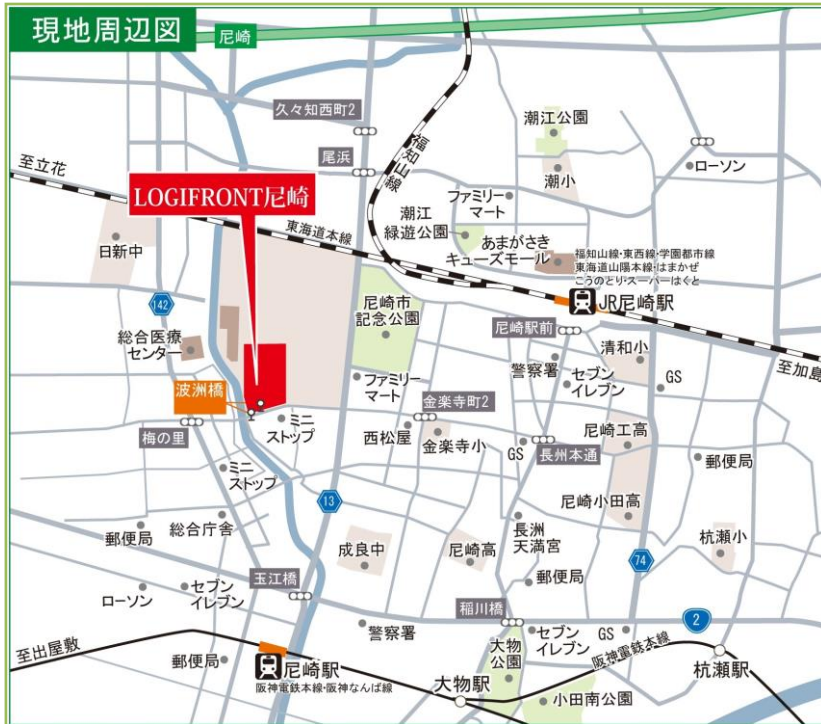 現地周辺図
尼崎
久々知西町2
尾浜
福知山線
潮江公園
潮小
ローソン
至立花
LOGIFRONT尼崎
東海道本線
ファミリー
マート
潮江
緑遊公園
あまがさき
キューズモール
福知山線・東西線・学園都市線
東海道山陽本線・はまかぜ
こうのとり・スーパーはくと
JR尼崎駅
日新中
142
尼崎市
記念公園
尼崎駅前
総合医療
センター
清和小
至加島
警察署
セブン
イレブン
GS
波洲橋
ファミリー
マート
金楽寺町2
梅の里
ミニ
ストップ
西松屋
金楽寺小
GS
長州本通
尼崎工高
郵便局
ミニ
ストップ
13
尼崎小田高
総合庁舎
郵便局
成良中
尼崎高
長洲
天満宮
74
杭瀬小
玉江橋
郵便局
ローソン
セブン
イレブン
稲川橋
2
警察署
セブン
イレブン
GS
至出屋敷
郵便局
尼崎駅
阪神電鉄本線・阪神なんば線
大物
公園
阪神電鉄本線
杭瀬駅
大物駅
小田南公園